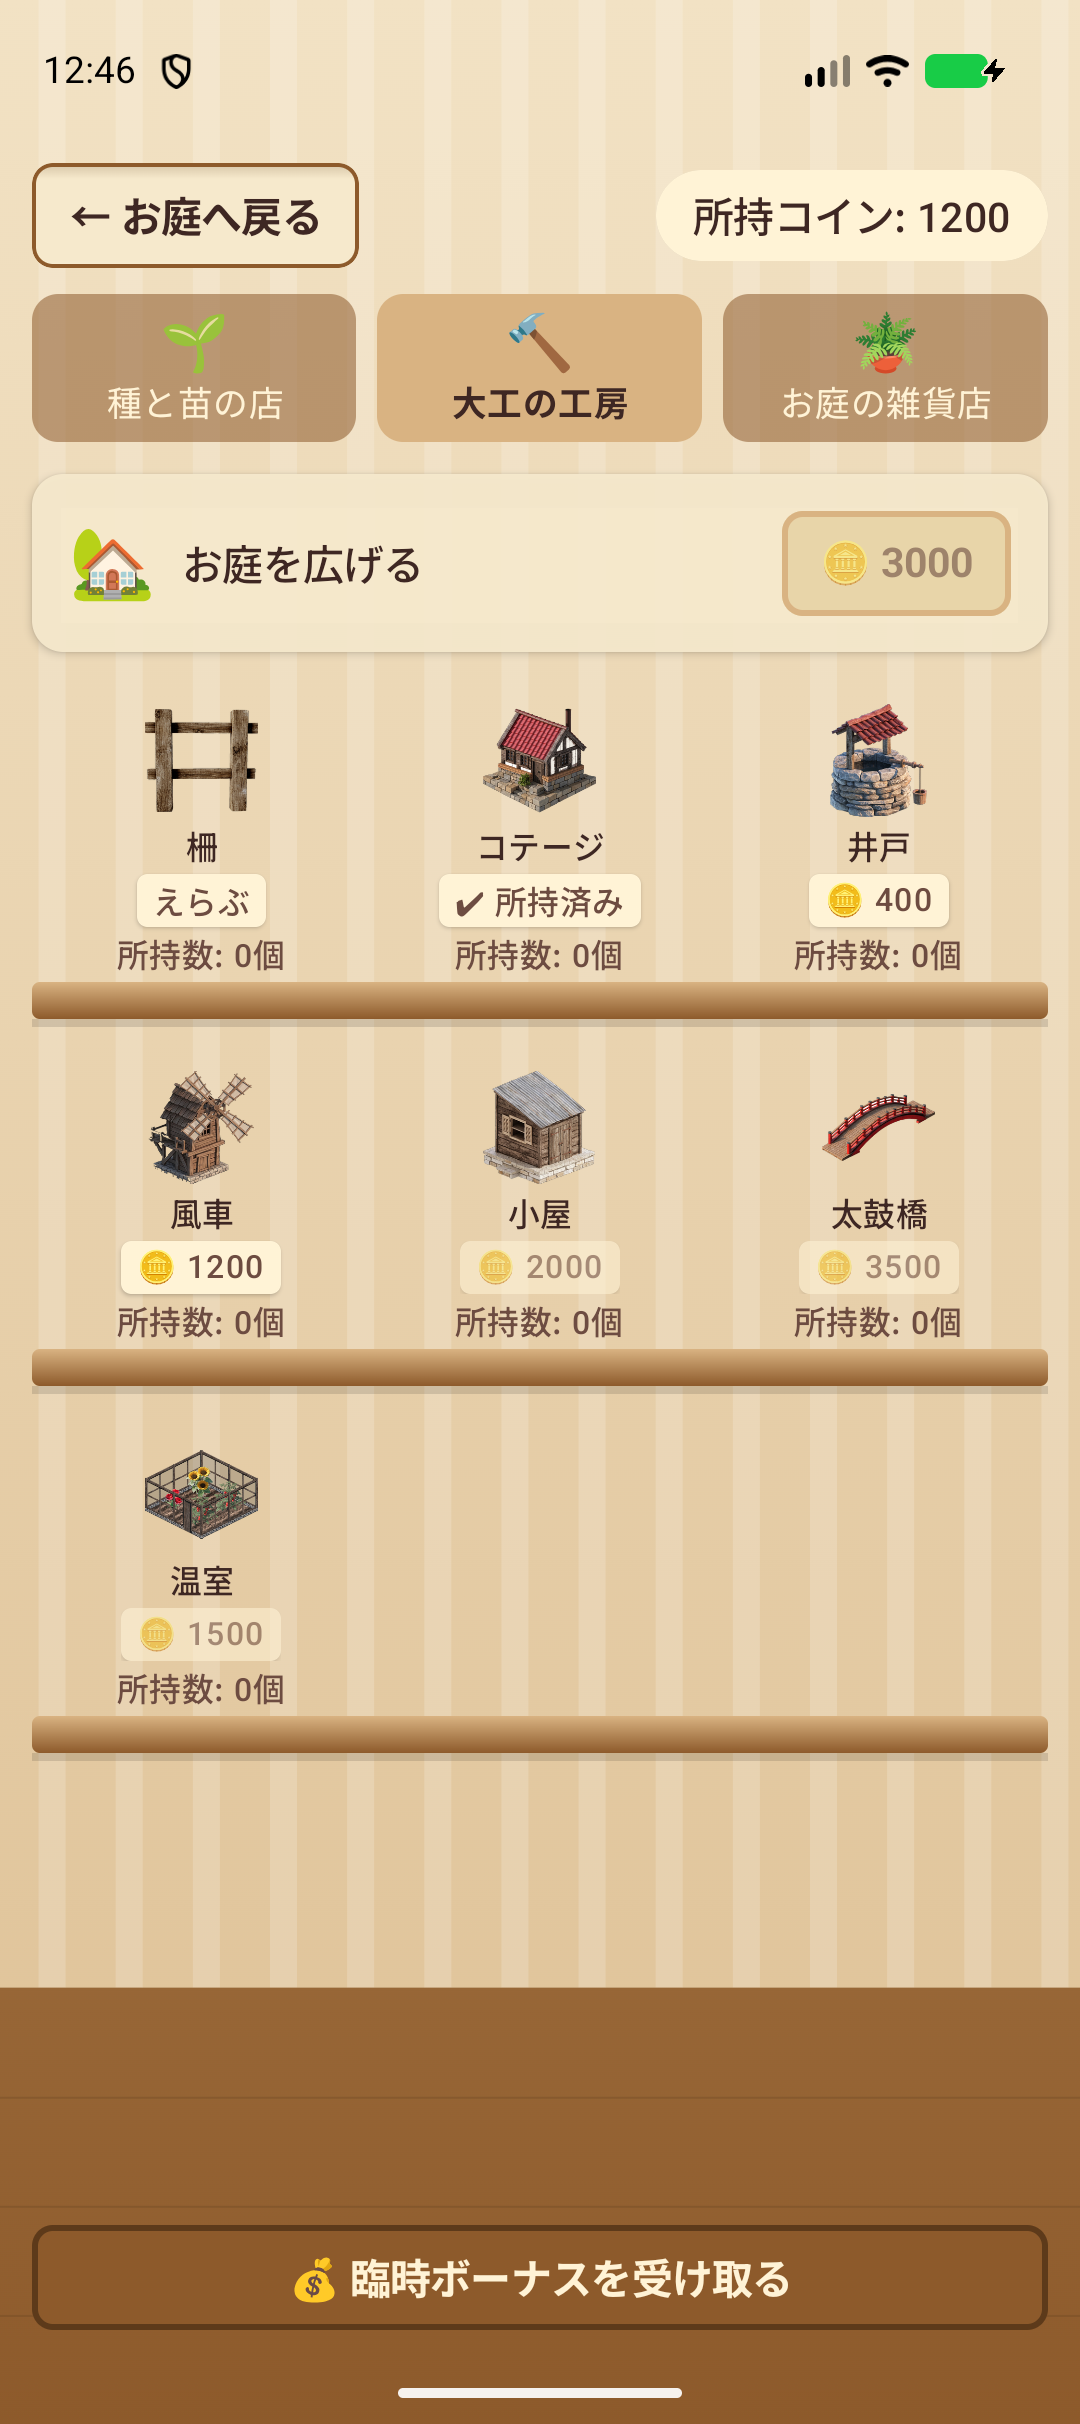 12:46
← お庭へ戻る
所持コイン: 1200
種と苗の店
大工の工房
お庭の雑貨店
お庭を広げる
3000
柵
コテージ
井戸
えらぶ
✔ 所持済み
400
所持数: 0個
所持数: 0個
所持数: 0個
風車
小屋
太鼓橋
1200
2000
3500
所持数: 0個
所持数: 0個
所持数: 0個
温室
1500
所持数: 0個
臨時ボーナスを受け取る